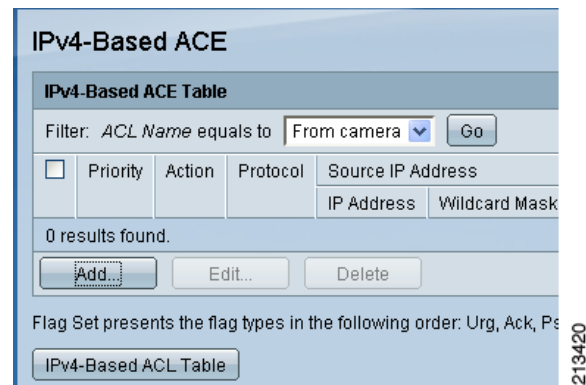 IPv4-Based ACE
IPv4-Based ACE Table
Filter: ACL Name equals to From camera Go
Priority Action Protocol Source IP Address
IP Address Wildcard Mask
0 results found.
Add... Edit... Delete
Flag Set presents the flag types in the following order: Urg, Ack, Ps
IPv4-Based ACL Table
213420